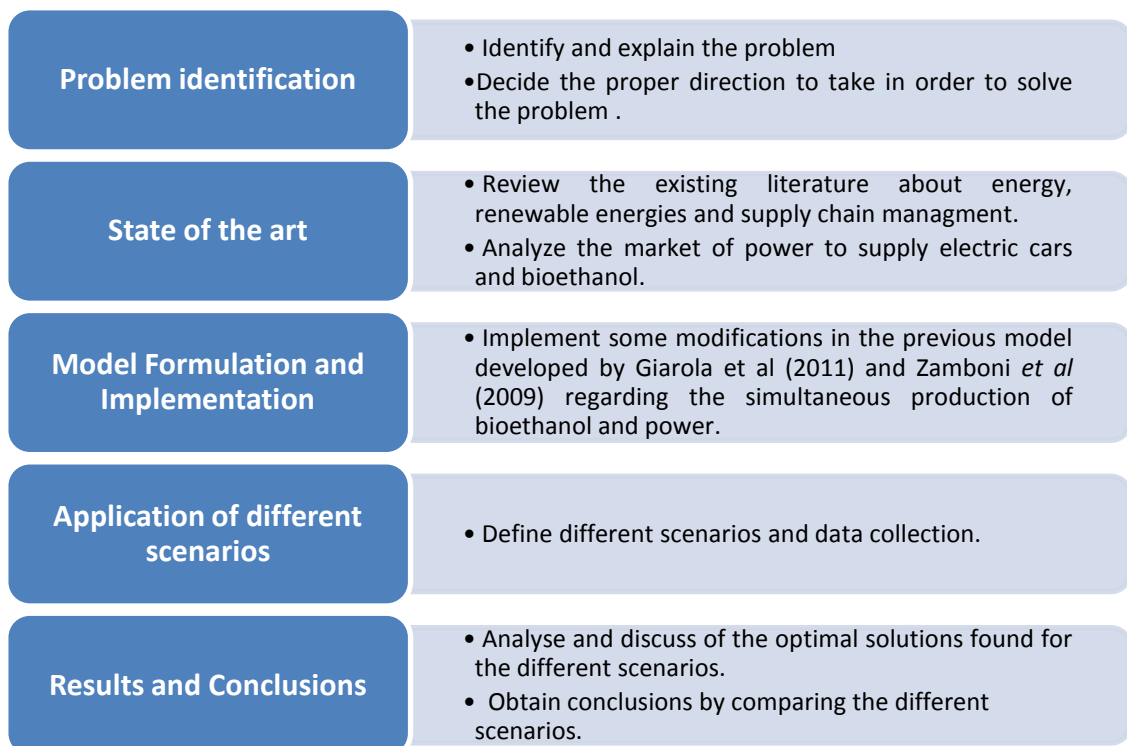 Problem identification
• Identify and explain the problem
•Decide the proper direction to take in order to solve
the problem .
State of the art
• Review the existing literature about energy,
renewable energies and supply chain managment.
• Analyze the market of power to supply electric cars
and bioethanol.
Model Formulation and
Implementation
• Implement some modifications in the previous model
developed by Giarola et al (2011) and Zamboni et al
(2009) regarding the simultaneous production of
bioethanol and power.
Application of different
scenarios
• Define different scenarios and data collection.
Results and Conclusions
• Analyse and discuss of the optimal solutions found for
the different scenarios.
• Obtain conclusions by comparing the different
scenarios.